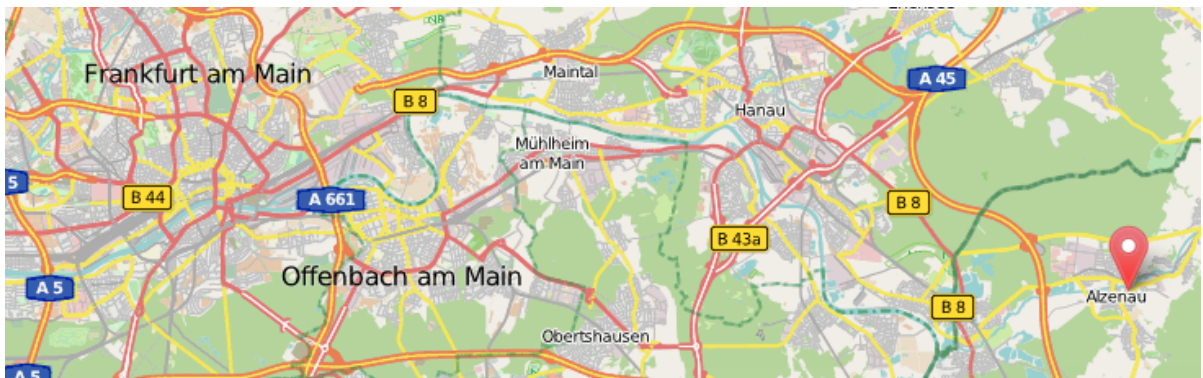 Frankfurt am Main
Maintal
A 45
B 8
Hanau
Mühlheim
am Main
5
B 44
A 661
B 8
B 43a
Offenbach am Main
A 5
B 8
Alzenau
Obertshausen
A 5